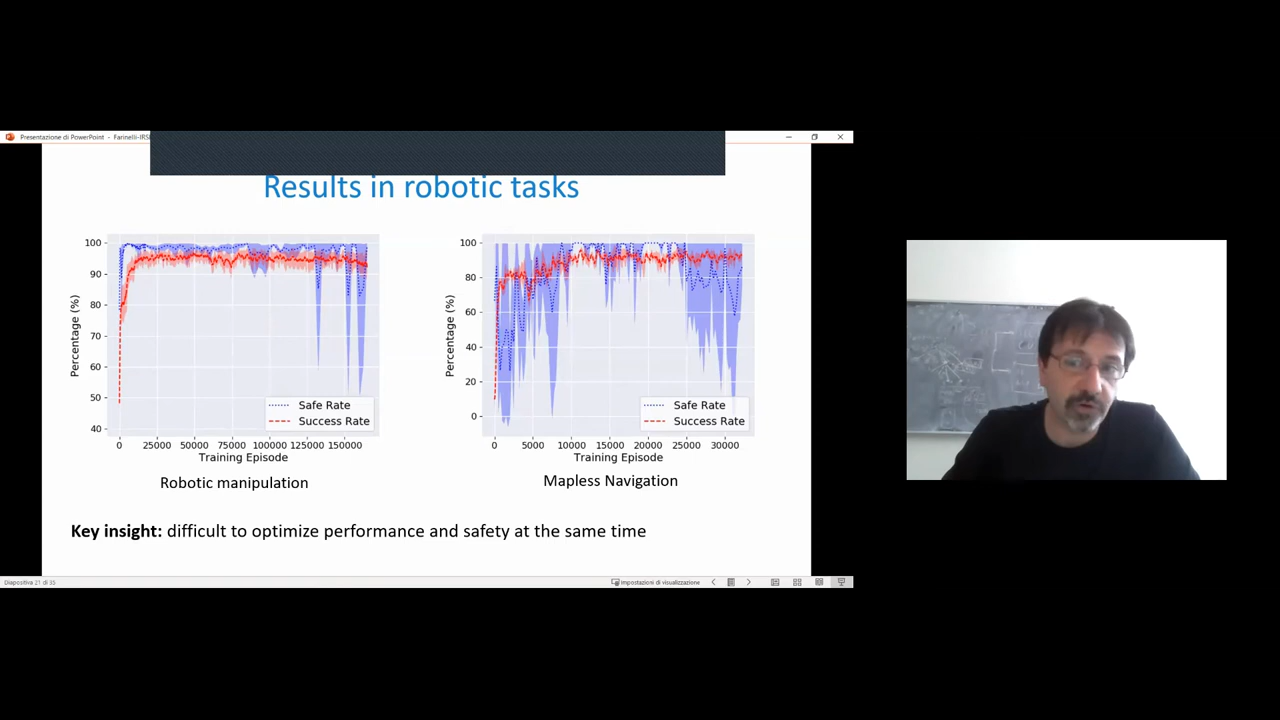 Presentazione di PowerPoint - Farinelli-IRSL
Results in robotic tasks
100
90
80
70
60
50
40
Percentage (%)
Safe Rate
Success Rate
0 25000 50000 75000 100000 125000 150000
Training Episode
Robotic manipulation
100
80
60
40
20
0
Percentage (%)
Safe Rate
Success Rate
0 5000 10000 15000 20000 25000 30000
Training Episode
Mapless Navigation
Key insight: difficult to optimize performance and safety at the same time
Diapositiva 21 di 35
Impostazioni di visualizzazione